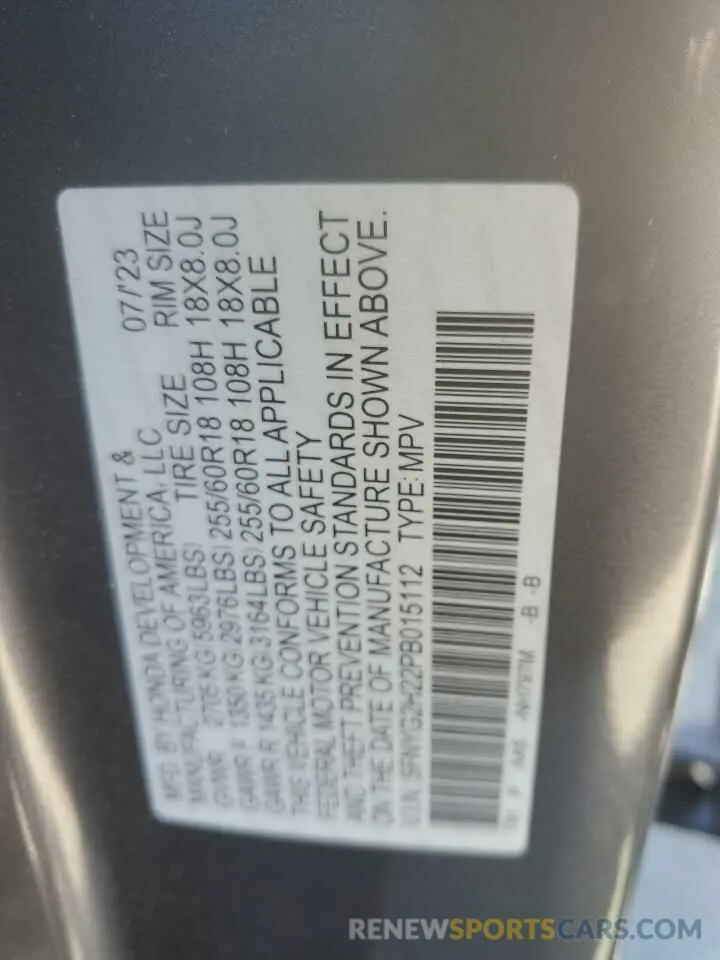 MFD. BY HONDA DEVELOPMENT &
MANUFACTURING OF AMERICA, LLC 07/'23
GVWR 2705 KG(5963LBS) TIRE SIZE RIM SIZE
GAWR F 1350 KG(2976LBS) 255/60R18 108H 18X8.0J
GAWR R 1435 KG(3164LBS) 255/60R18 108H 18X8.0J
THIS VEHICLE CONFORMS TO ALL APPLICABLE
FEDERAL MOTOR VEHICLE SAFETY
AND THEFT PREVENTION STANDARDS IN EFFECT
ON THE DATE OF MANUFACTURE SHOWN ABOVE.
V.I.N. 5FNYG2H22PB015112 TYPE:MPV
-B -B
RENEWSPORTSCARS.COM